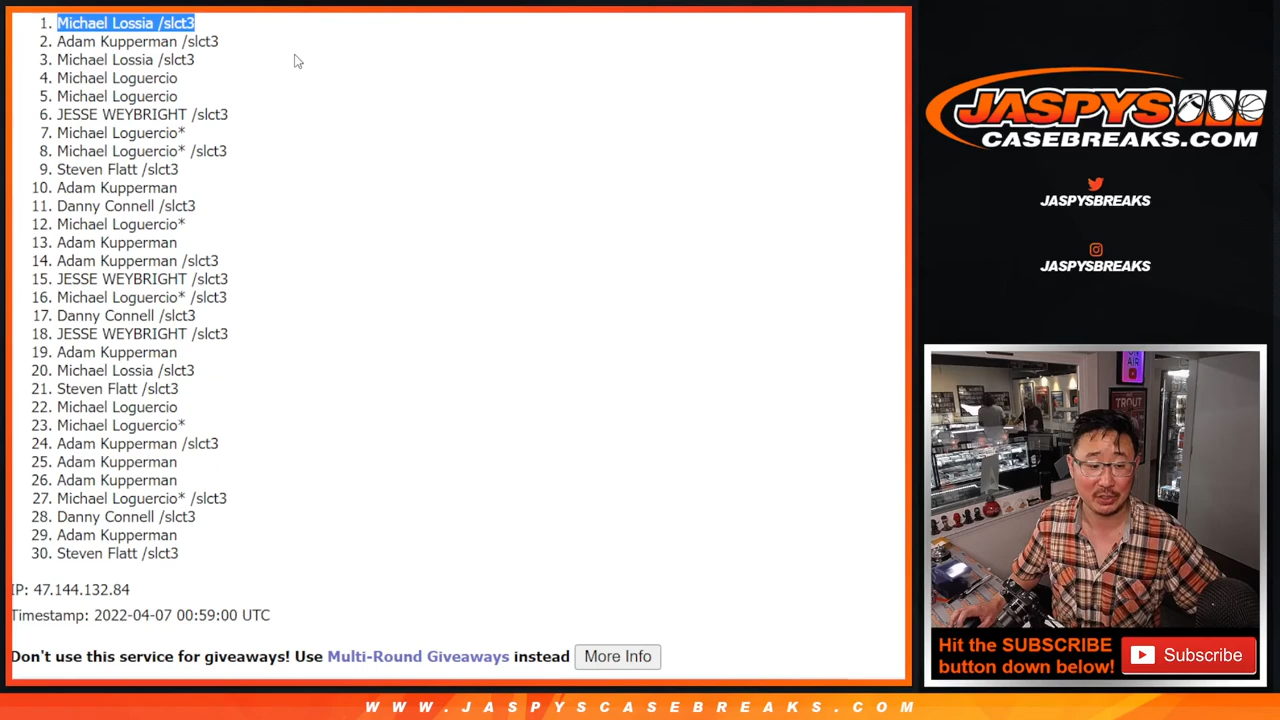 1. Michael Lossia /slct3
2. Adam Kupperman /slct3
3. Michael Lossia /slct3
4. Michael Loguercio
5. Michael Loguercio
6. JESSE WEYBRIGHT /slct3
7. Michael Loguercio*
8. Michael Loguercio* /slct3
9. Steven Flatt /slct3
10. Adam Kupperman
11. Danny Connell /slct3
12. Michael Loguercio*
13. Adam Kupperman
14. Adam Kupperman /slct3
15. JESSE WEYBRIGHT /slct3
16. Michael Loguercio* /slct3
17. Danny Connell /slct3
18. JESSE WEYBRIGHT /slct3
19. Adam Kupperman
20. Michael Lossia /slct3
21. Steven Flatt /slct3
22. Michael Loguercio
23. Michael Loguercio*
24. Adam Kupperman /slct3
25. Adam Kupperman
26. Adam Kupperman
27. Michael Loguercio* /slct3
28. Danny Connell /slct3
29. Adam Kupperman
30. Steven Flatt /slct3
IP: 47.144.132.84
Timestamp: 2022-04-07 00:59:00 UTC
Don't use this service for giveaways! Use Multi-Round Giveaways instead More Info
JASPYS
CASEBREAKS.COM
JASPYSBREAKS
JASPYSBREAKS
ON
AIR
TROUT
Hit the SUBSCRIBE
button down below!
Subscribe
WWW.JASPYSCASEBREAKS.COM